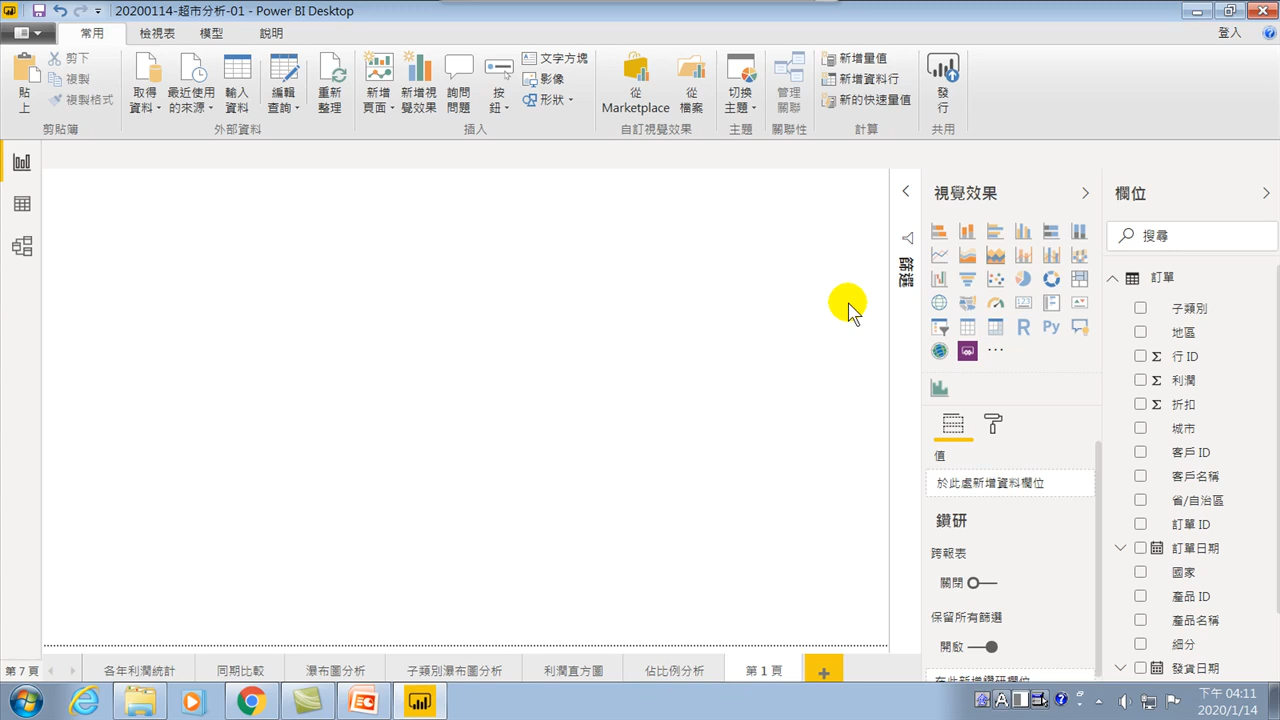 20200114-超市分析-01 - Power BI Desktop
常用
檢視表
模型
說明
登入
貼上
剪下
複製
複製格式
剪貼簿
取得資料
最近使用的來源
輸入資料
編輯查詢
重新整理
外部資料
新增頁面
新增視覺效果
詢問問題
按鈕
文字方塊
影像
形狀
插入
從 Marketplace
從檔案
自訂視覺效果
切換主題
主題
管理關聯
關聯性
新增量值
新增資料行
新的快速量值
計算
發行
共用
篩選
視覺效果
R
Py
值
於此處新增資料欄位
鑽研
跨報表
關閉
保留所有篩選
開啟
在此新增鑽研欄位
欄位
搜尋
訂單
子類別
地區
行 ID
利潤
折扣
城市
客戶 ID
客戶名稱
省/自治區
訂單 ID
訂單日期
國家
產品 ID
產品名稱
細分
發貨日期
第 7 頁
各年利潤統計
同期比較
瀑布圖分析
子類別瀑布圖分析
利潤直方圖
佔比例分析
第 1 頁
下午 04:11
2020/1/14